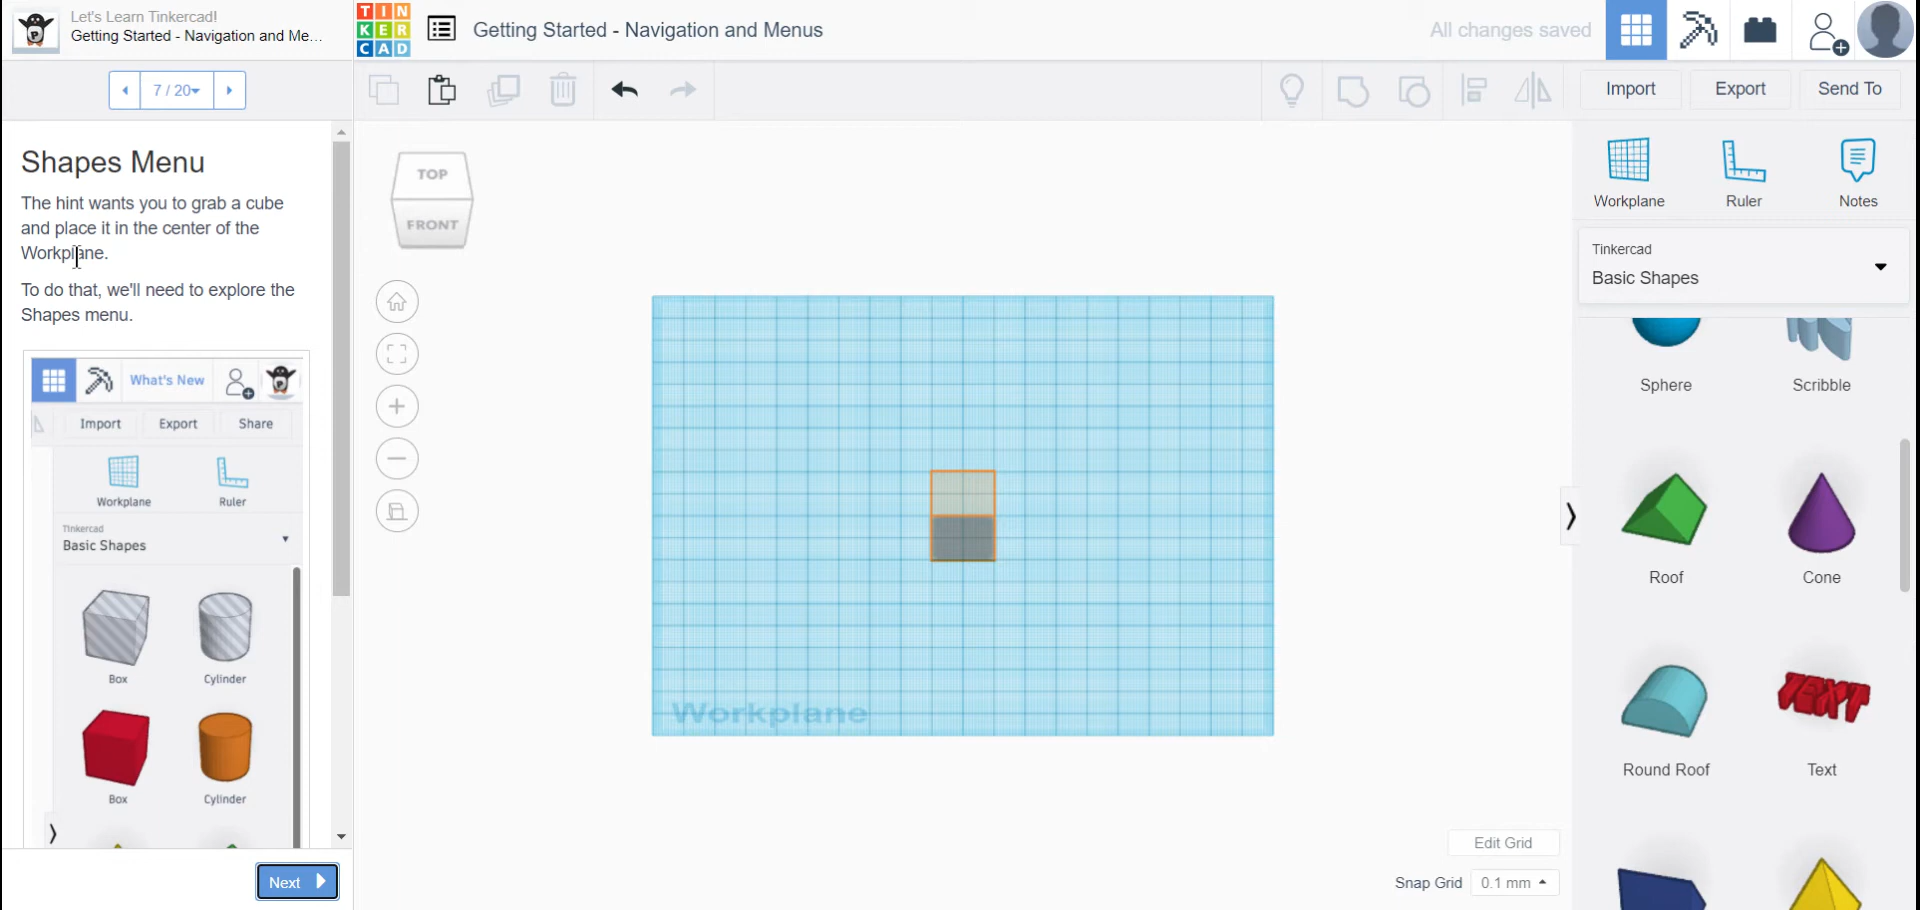 Let's Learn Tinkercad!
Getting Started - Navigation and Me...
TIN
KER
CAD
Getting Started - Navigation and Menus
All changes saved
7 / 20
Import
Export
Send To
Shapes Menu
The hint wants you to grab a cube
and place it in the center of the
Workplane.
To do that, we'll need to explore the
Shapes menu.
What's New
Import
Export
Share
Workplane
Ruler
Tinkercad
Basic Shapes
Box
Cylinder
Box
Cylinder
Next
TOP
FRONT
Workplane
Edit Grid
Snap Grid
0.1 mm
Workplane
Ruler
Notes
Tinkercad
Basic Shapes
Sphere
Scribble
Roof
Cone
TEXT
Round Roof
Text